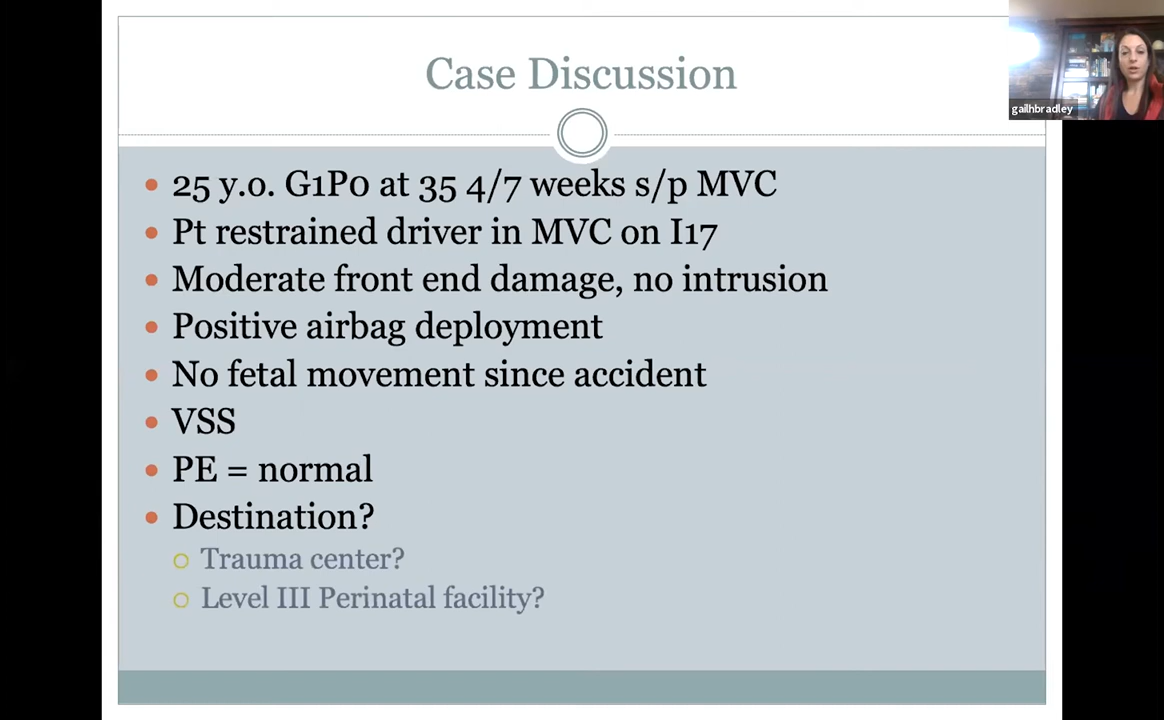 Case Discussion
gailhbradley
25 y.o. G1P0 at 35 4/7 weeks s/p MVC
Pt restrained driver in MVC on I17
Moderate front end damage, no intrusion
Positive airbag deployment
No fetal movement since accident
VSS
PE = normal
Destination?
Trauma center?
Level III Perinatal facility?